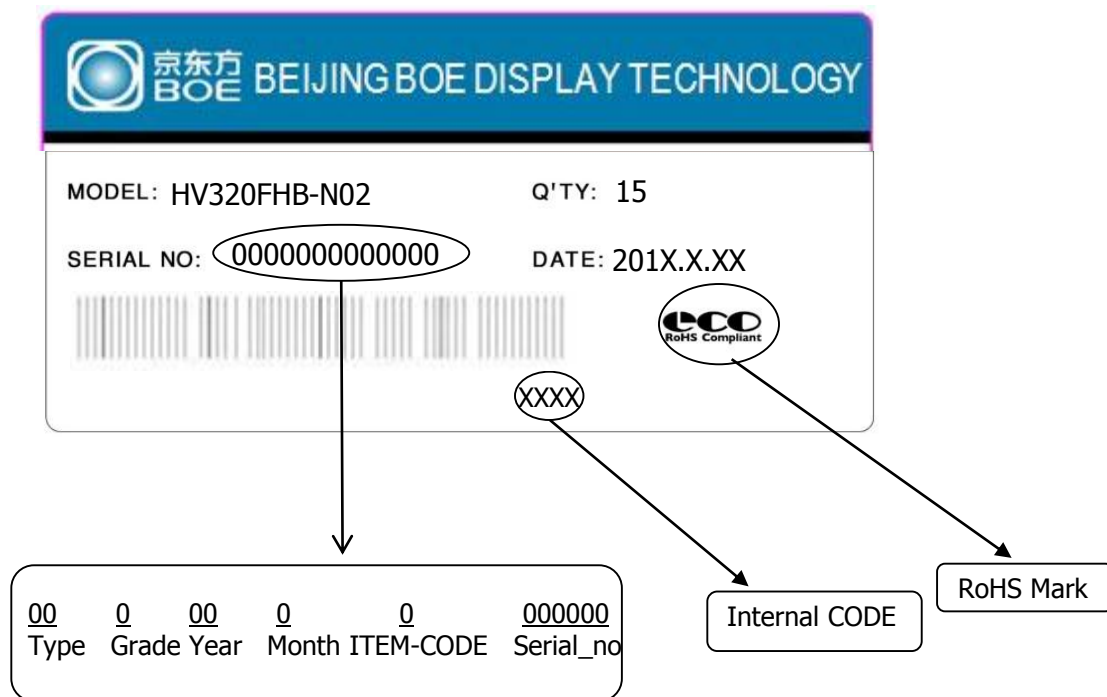 京东方
BOE BEIJING BOE DISPLAY TECHNOLOGY
MODEL: HV320FHB-N02 Q'TY: 15
SERIAL NO: 0000000000000 DATE: 201X.X.XX
eco
RoHS Compliant
XXXX
RoHS Mark
Internal CODE
00 0 00 0 0 000000
Type Grade Year Month ITEM-CODE Serial_no